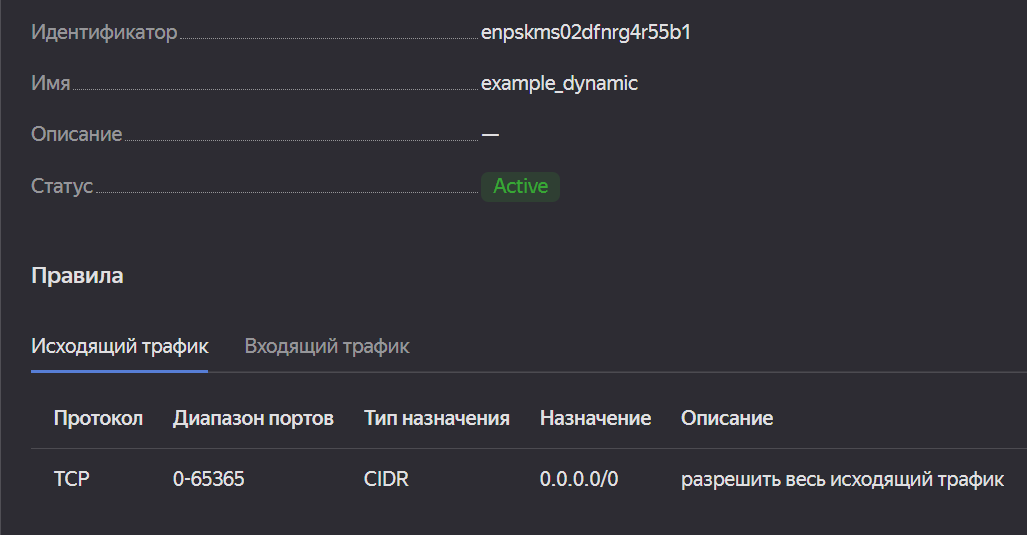 Идентификатор enpskms02dfnrg4r55b1
Имя example_dynamic
Описание —
Статус Active
Правила
Исходящий трафик Входящий трафик
Протокол Диапазон портов Тип назначения Назначение Описание
TCP 0-65365 CIDR 0.0.0.0/0 разрешить весь исходящий трафик